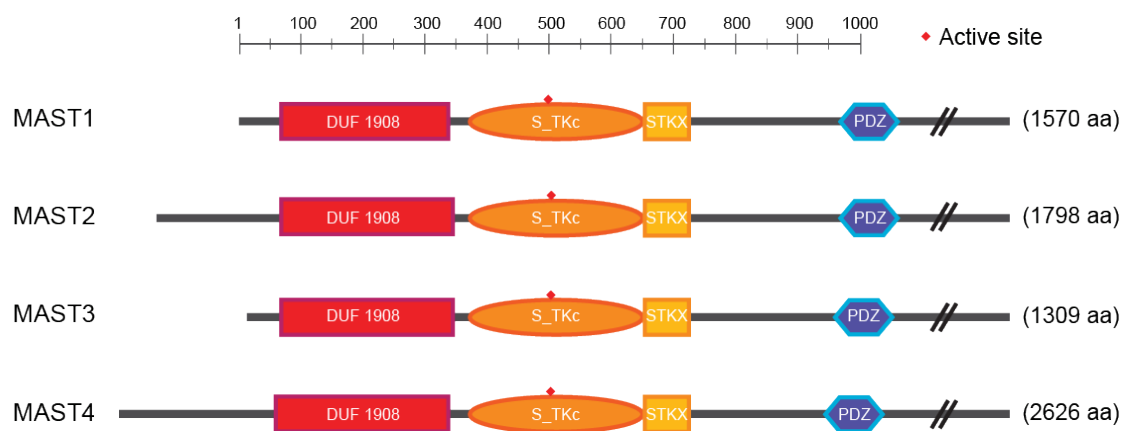 1 100 200 300 400 500 600 700 800 900 1000
Active site
MAST1 DUF 1908 S_TKc STKX PDZ (1570 aa)
MAST2 DUF 1908 S_TKc STKX PDZ (1798 aa)
MAST3 DUF 1908 S_TKc STKX PDZ (1309 aa)
MAST4 DUF 1908 S_TKc STKX PDZ (2626 aa)